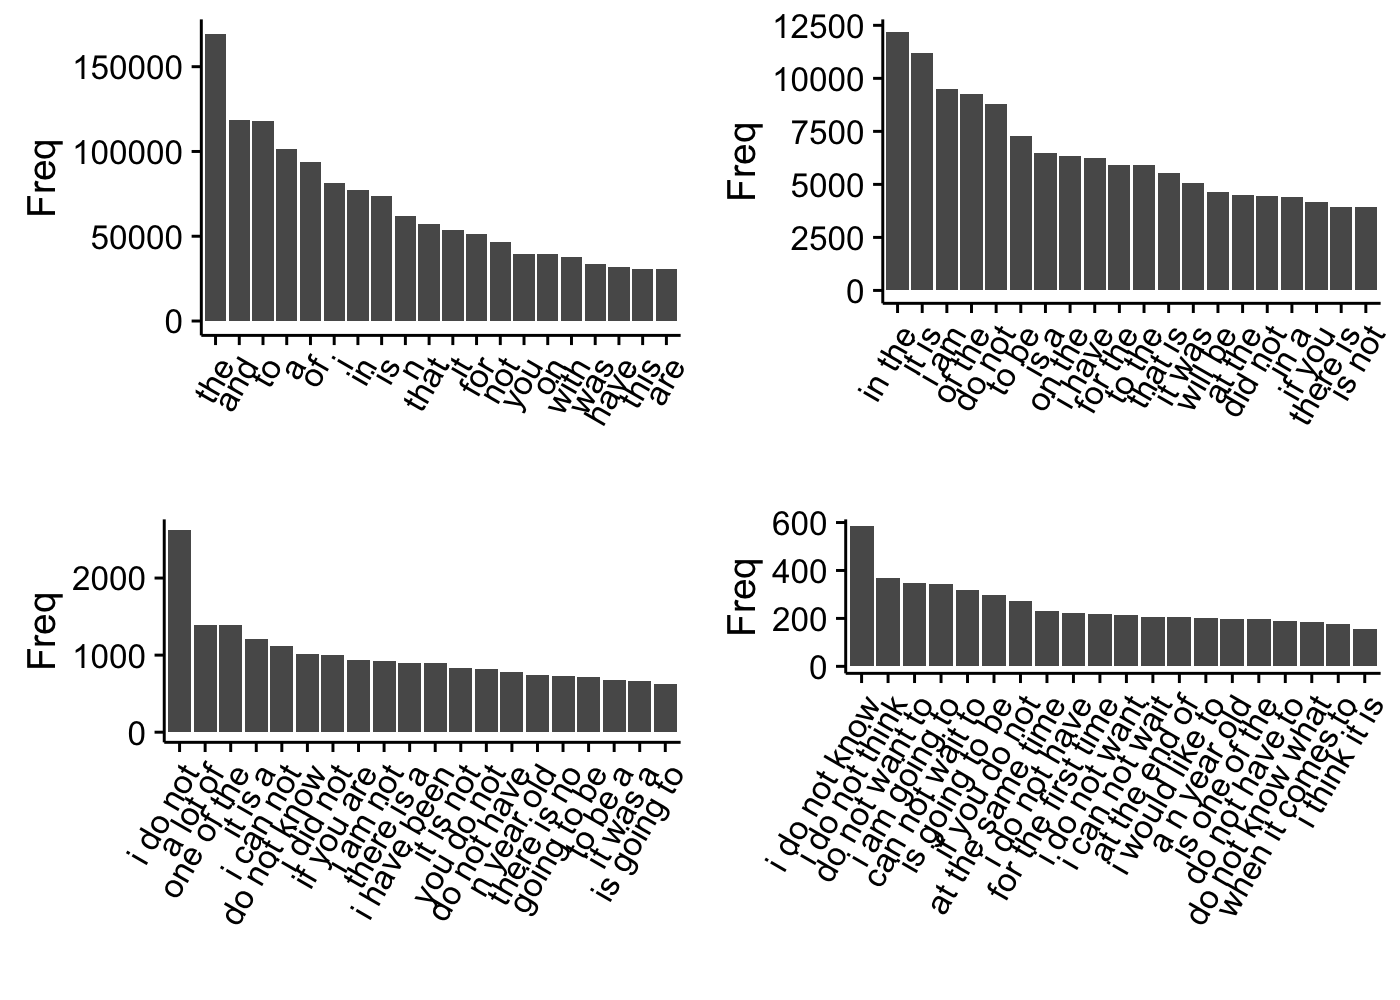 Freq
150000
100000
50000
0
the
and
to
a
of
i
in
is
n
that
it
for
not
you
on
with
was
have
this
are
Freq
12500
10000
7500
5000
2500
0
in the
it is
i am
of the
do not
to be
is a
on the
i have
for the
to the
that is
it was
will be
at the
did not
in a
if you
there is
is not
Freq
2000
1000
0
i do not
a lot of
one of the
it is a
i can not
do not know
i did not
if you are
i am not
there is a
i have been
it is not
you do not
do not have
n year old
there is no
going to be
to be a
it was a
is going to
Freq
600
400
200
0
i do not know
i do not think
i do not want to
do not want to
i am going to
can not wait to
is going to be
if you do not
at the same time
i do not have
for the first time
i do not want
i can not wait
at the end of
i would like to
a n year old
is one of the
do not have to
do not know what
when it comes to
i think it is